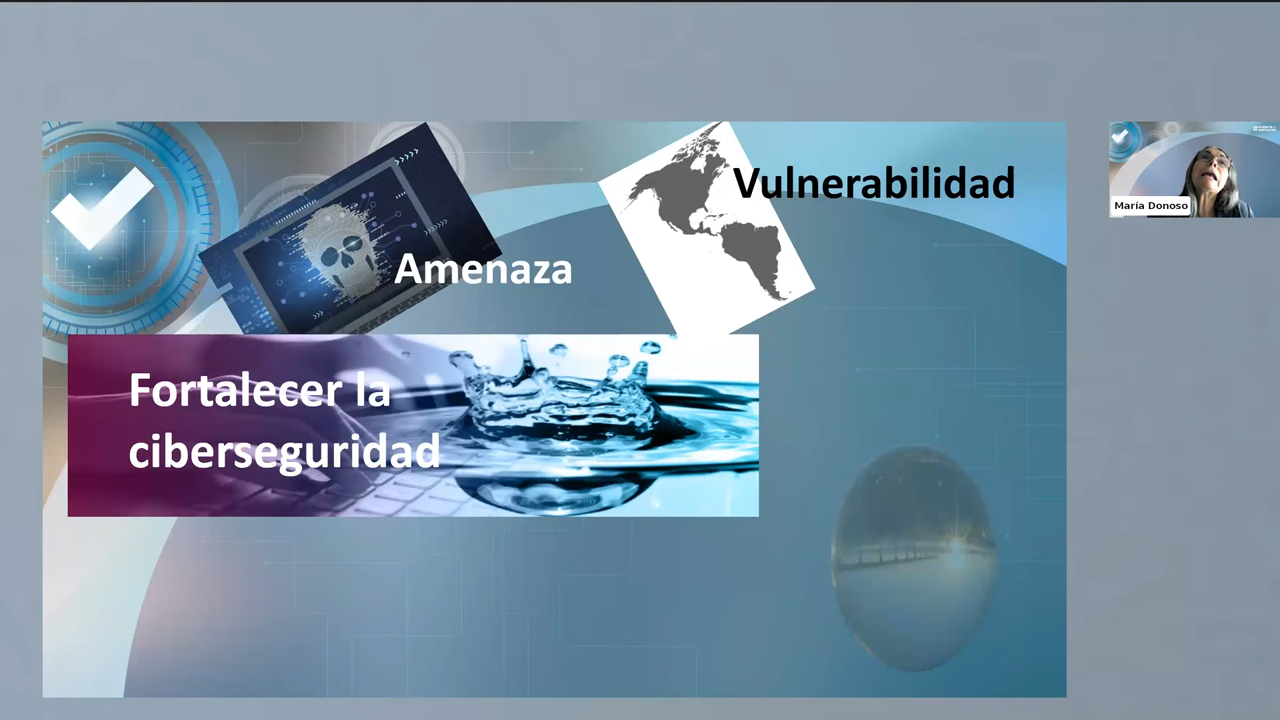 Vulnerabilidad
Amenaza
Fortalecer la
ciberseguridad
María Donoso